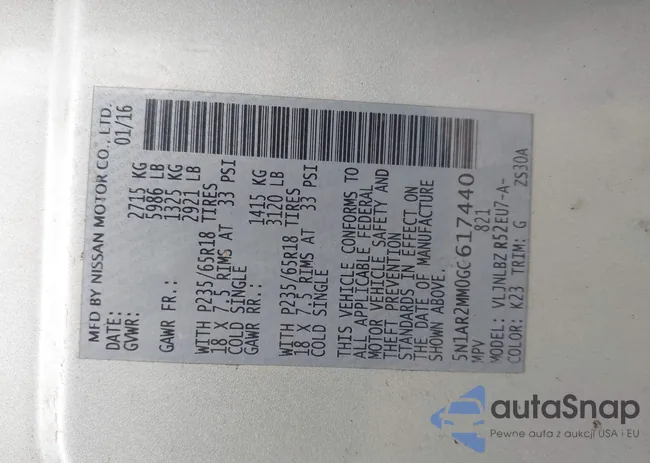 MFD BY NISSAN MOTOR CO., LTD.
DATE: 01/16
GVWR: 2715 KG
5986 LB
GAWR FR.: 1325 KG
2921 LB
WITH P235/65R18 TIRES
18 X 7.5 RIMS AT 33 PSI
COLD SINGLE
GAWR RR.: 1415 KG
3120 LB
WITH P235/65R18 TIRES
18 X 7.5 RIMS AT 33 PSI
COLD SINGLE
THIS VEHICLE CONFORMS TO
ALL APPLICABLE FEDERAL
MOTOR VEHICLE SAFETY AND
THEFT PREVENTION
STANDARDS IN EFFECT ON
THE DATE OF MANUFACTURE
SHOWN ABOVE.
5N1AR2MM0GC617440
MPV 821
MODEL: VLJNLBZ R52EU7-A-
COLOR: K23 TRIM: G ZS30A
autaSnap
Pewne auta z aukcji USA i EU